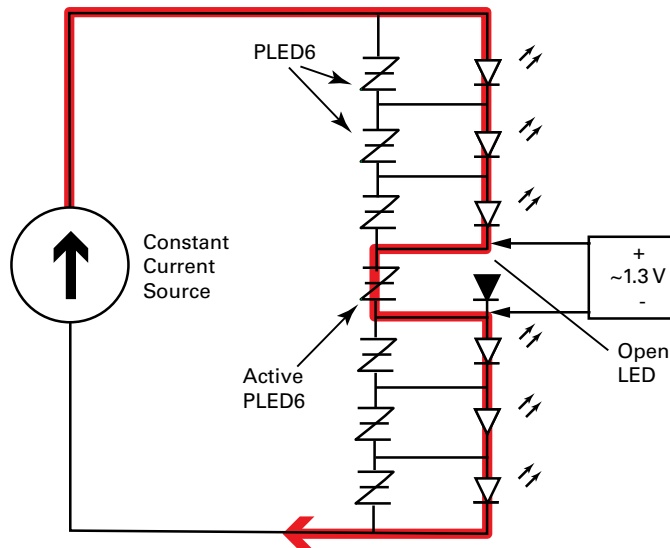 PLED6
Constant
Current
Source
+
~1.3 V
-
Open
LED
Active
PLED6